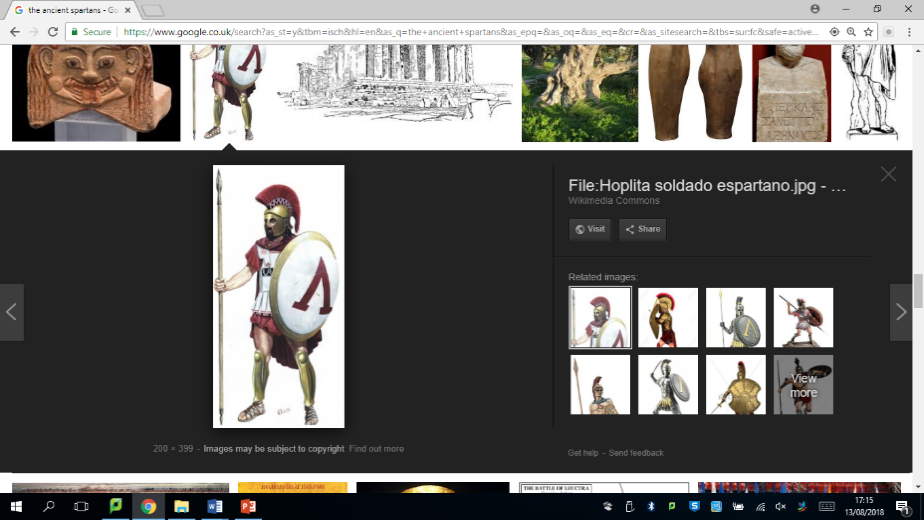 the ancient spartans - Go
Secure
https://www.google.co.uk/search?as_st=y&tbm=isch&hl=en&as_q=the+ancient+spartans&as_epq=&as_oq=&as_eq=&cr=&as_sitesearch=&tbs=sur:fc&safe=active...
File:Hoplita soldado espartano.jpg - ...
Wikimedia Commons
Visit
Share
Related images:
Λ
View more
200 × 399 - Images may be subject to copyright Find out more
Get help - Send feedback
THE BATTLE OF LEUCTRA
17:15
13/08/2018